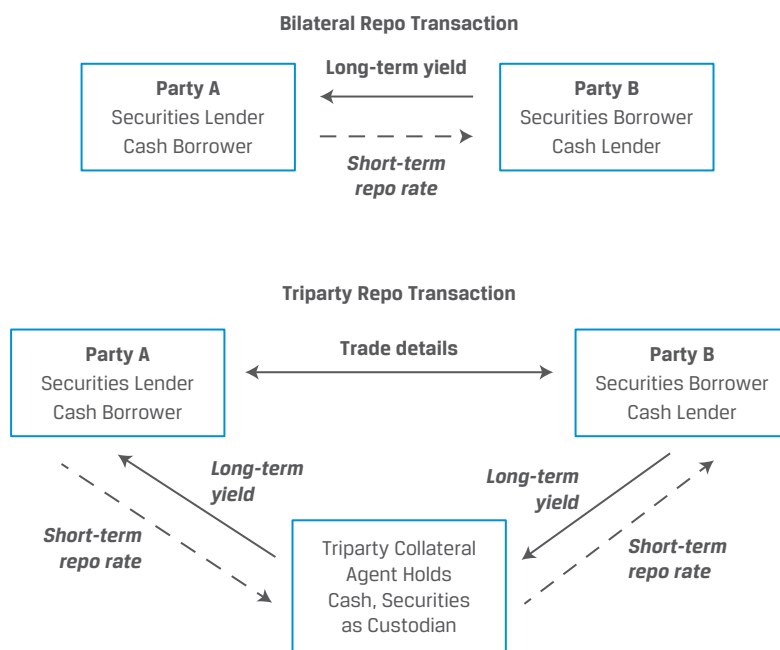 Bilateral Repo Transaction
Party A
Securities Lender
Cash Borrower
Long-term yield
Short-term
repo rate
Party B
Securities Borrower
Cash Lender
Triparty Repo Transaction
Party A
Securities Lender
Cash Borrower
Trade details
Party B
Securities Borrower
Cash Lender
Long-term
yield
Short-term
repo rate
Long-term
yield
Short-term
repo rate
Triparty Collateral
Agent Holds
Cash, Securities
as Custodian